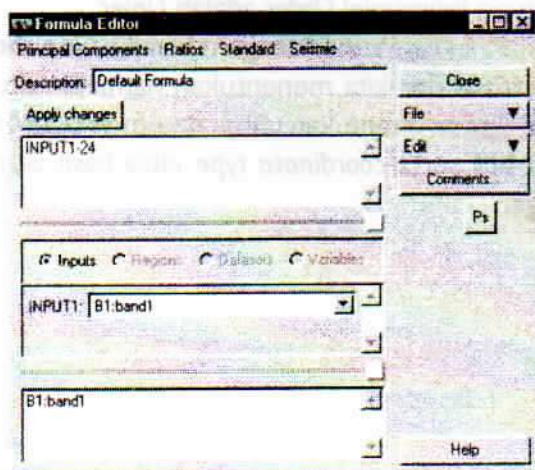 Formula Editor
Principal Components Ratios Standard Seismic
Description: Default Formula
Close
Apply changes
File
INPUT1-24
Edit
Comments...
Ps
Inputs Regions Datasets Variables
INPUT1: B1:band1
B1:band1
Help